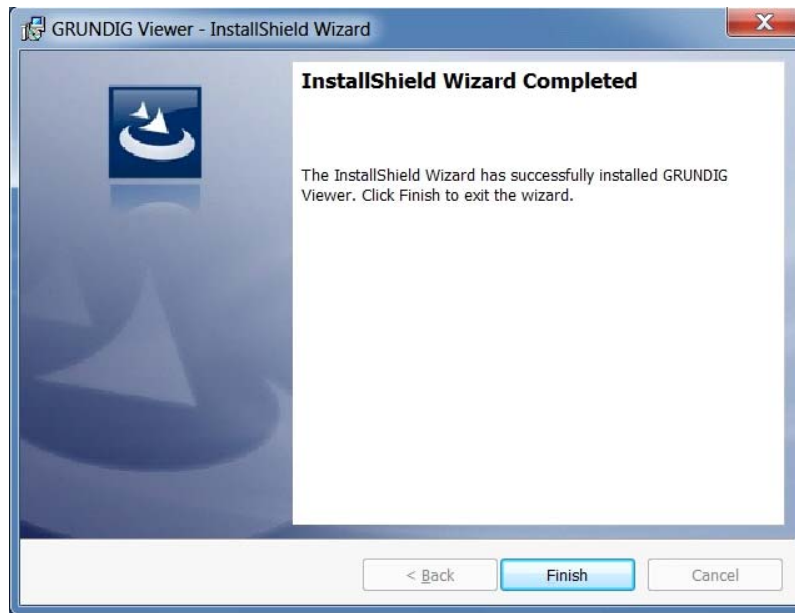 GRUNDIG Viewer - InstallShield Wizard
InstallShield Wizard Completed
The InstallShield Wizard has successfully installed GRUNDIG
Viewer. Click Finish to exit the wizard.
< Back
Finish
Cancel